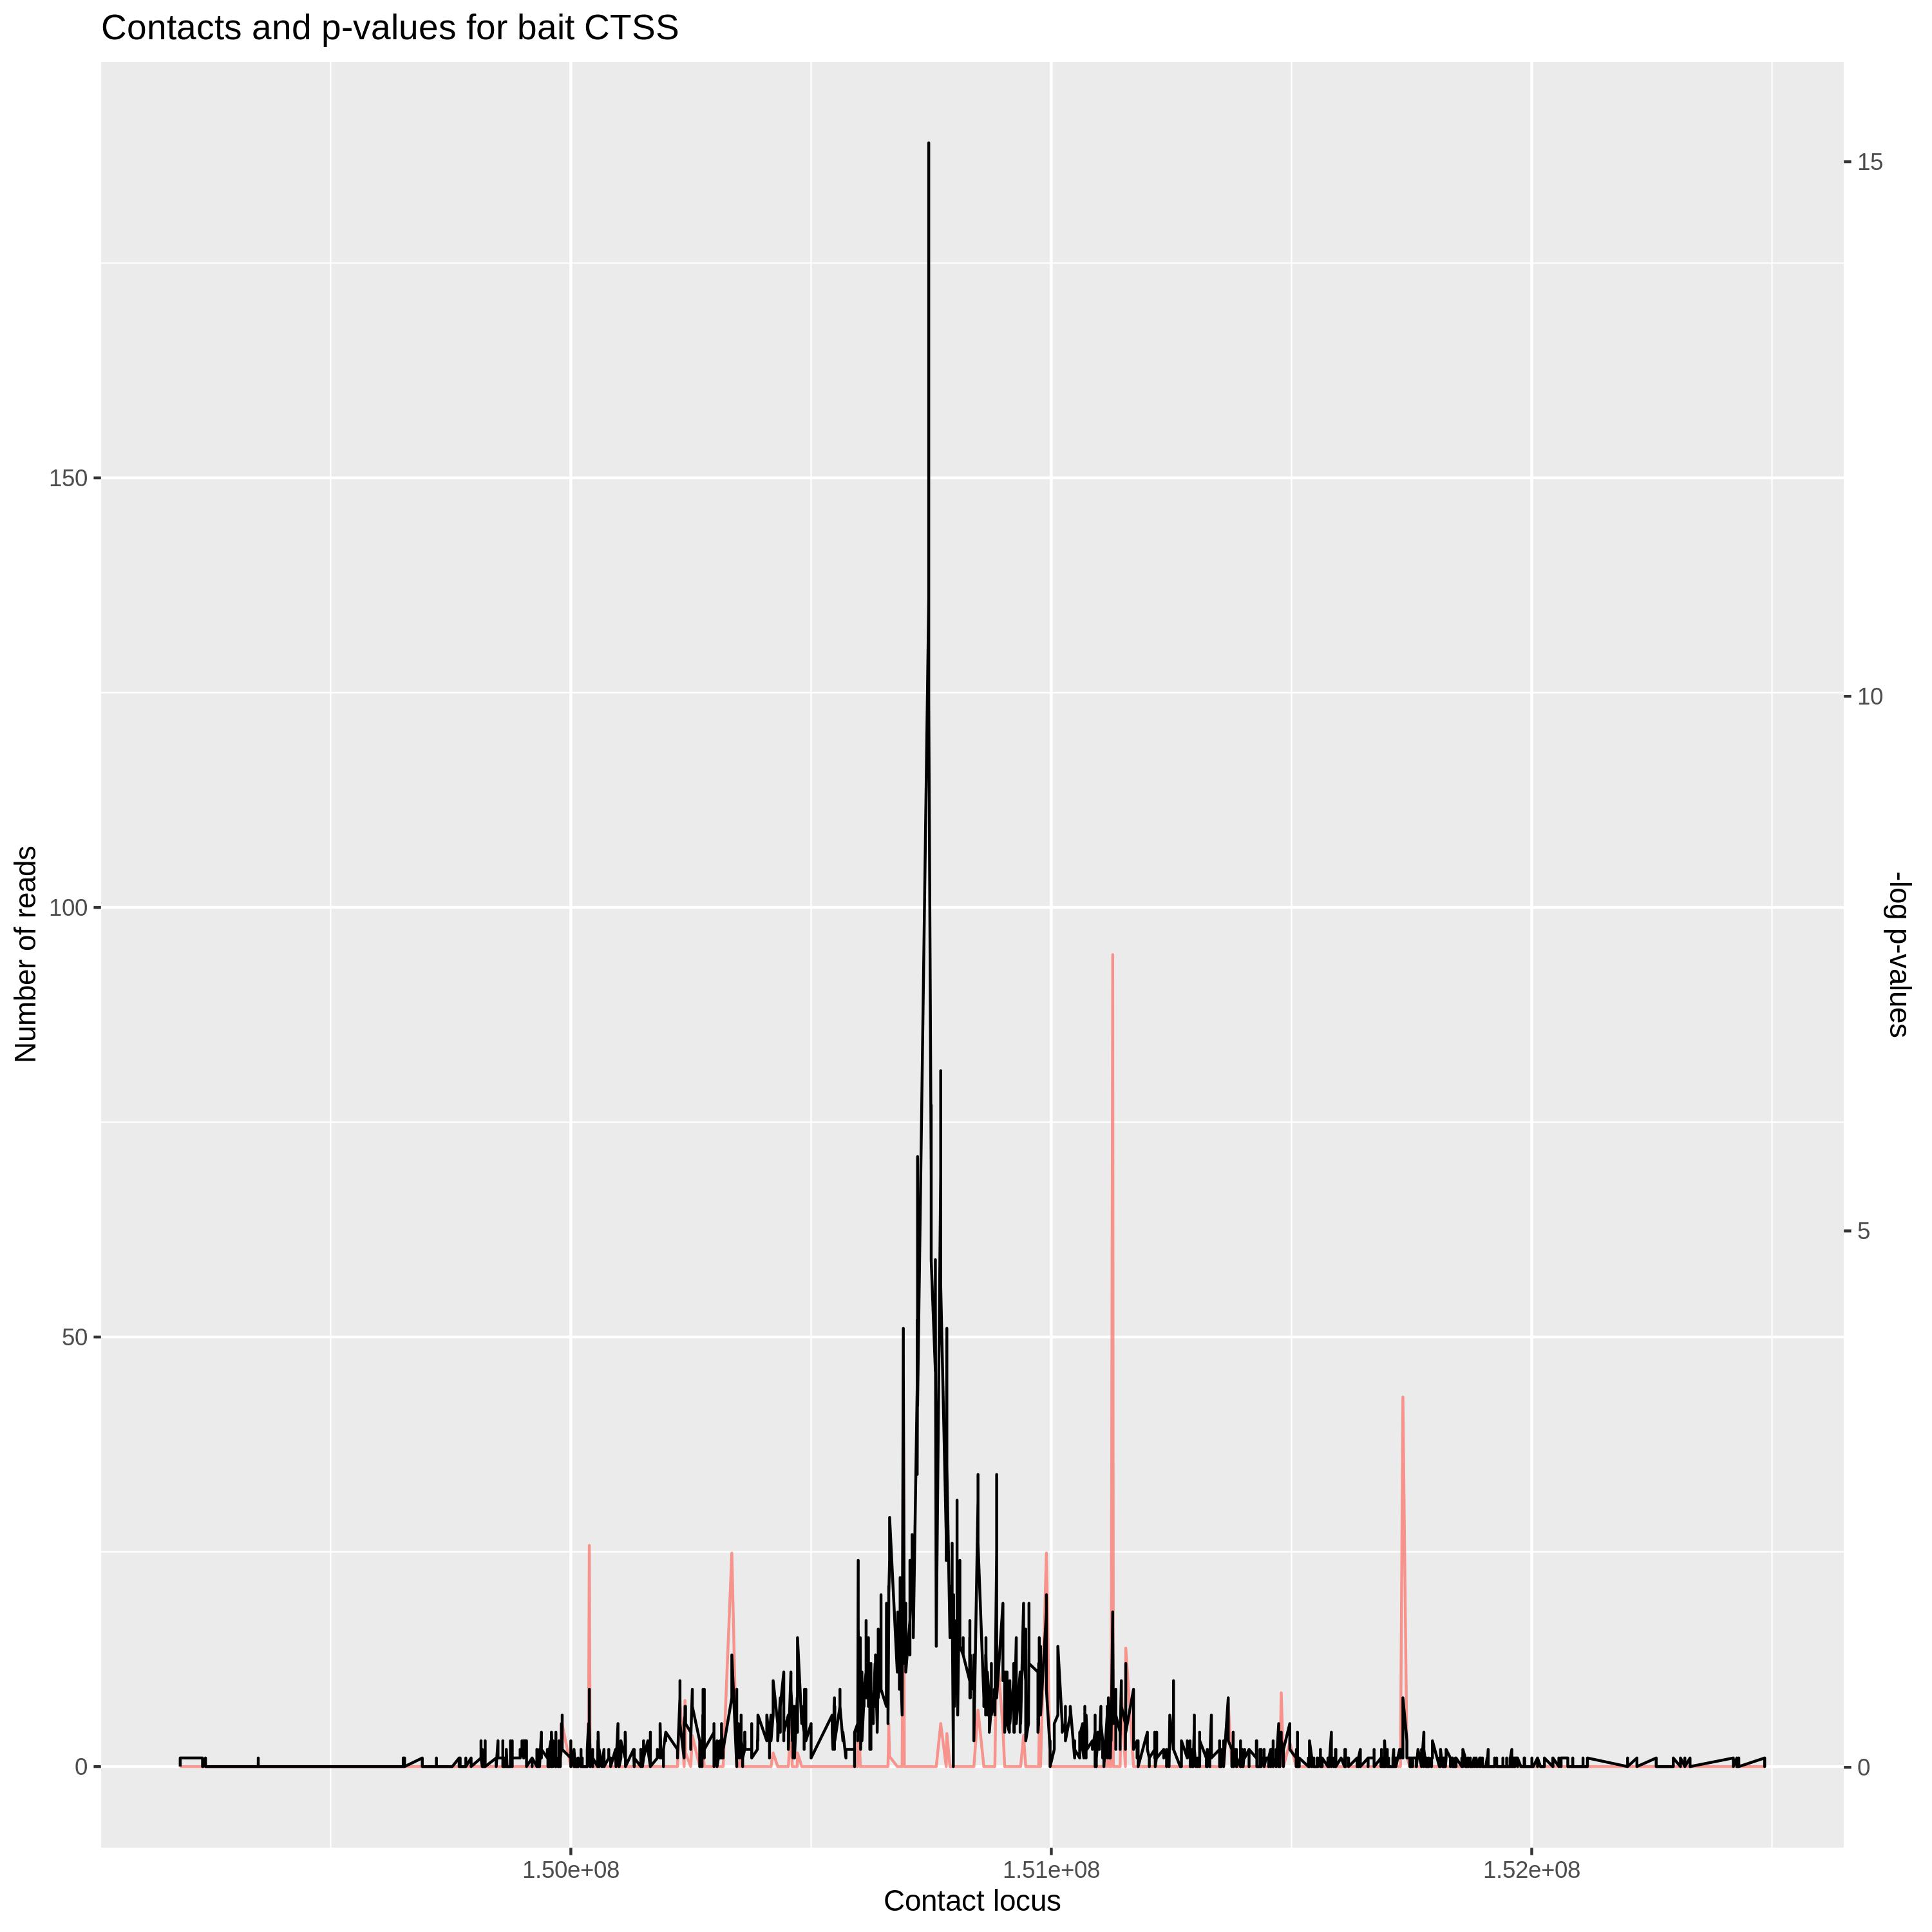 Contacts and p-values for bait CTSS
Number of reads
150
100
50
0
15
10
5
0
-log p-values
1.50e+08
1.51e+08
1.52e+08
Contact locus